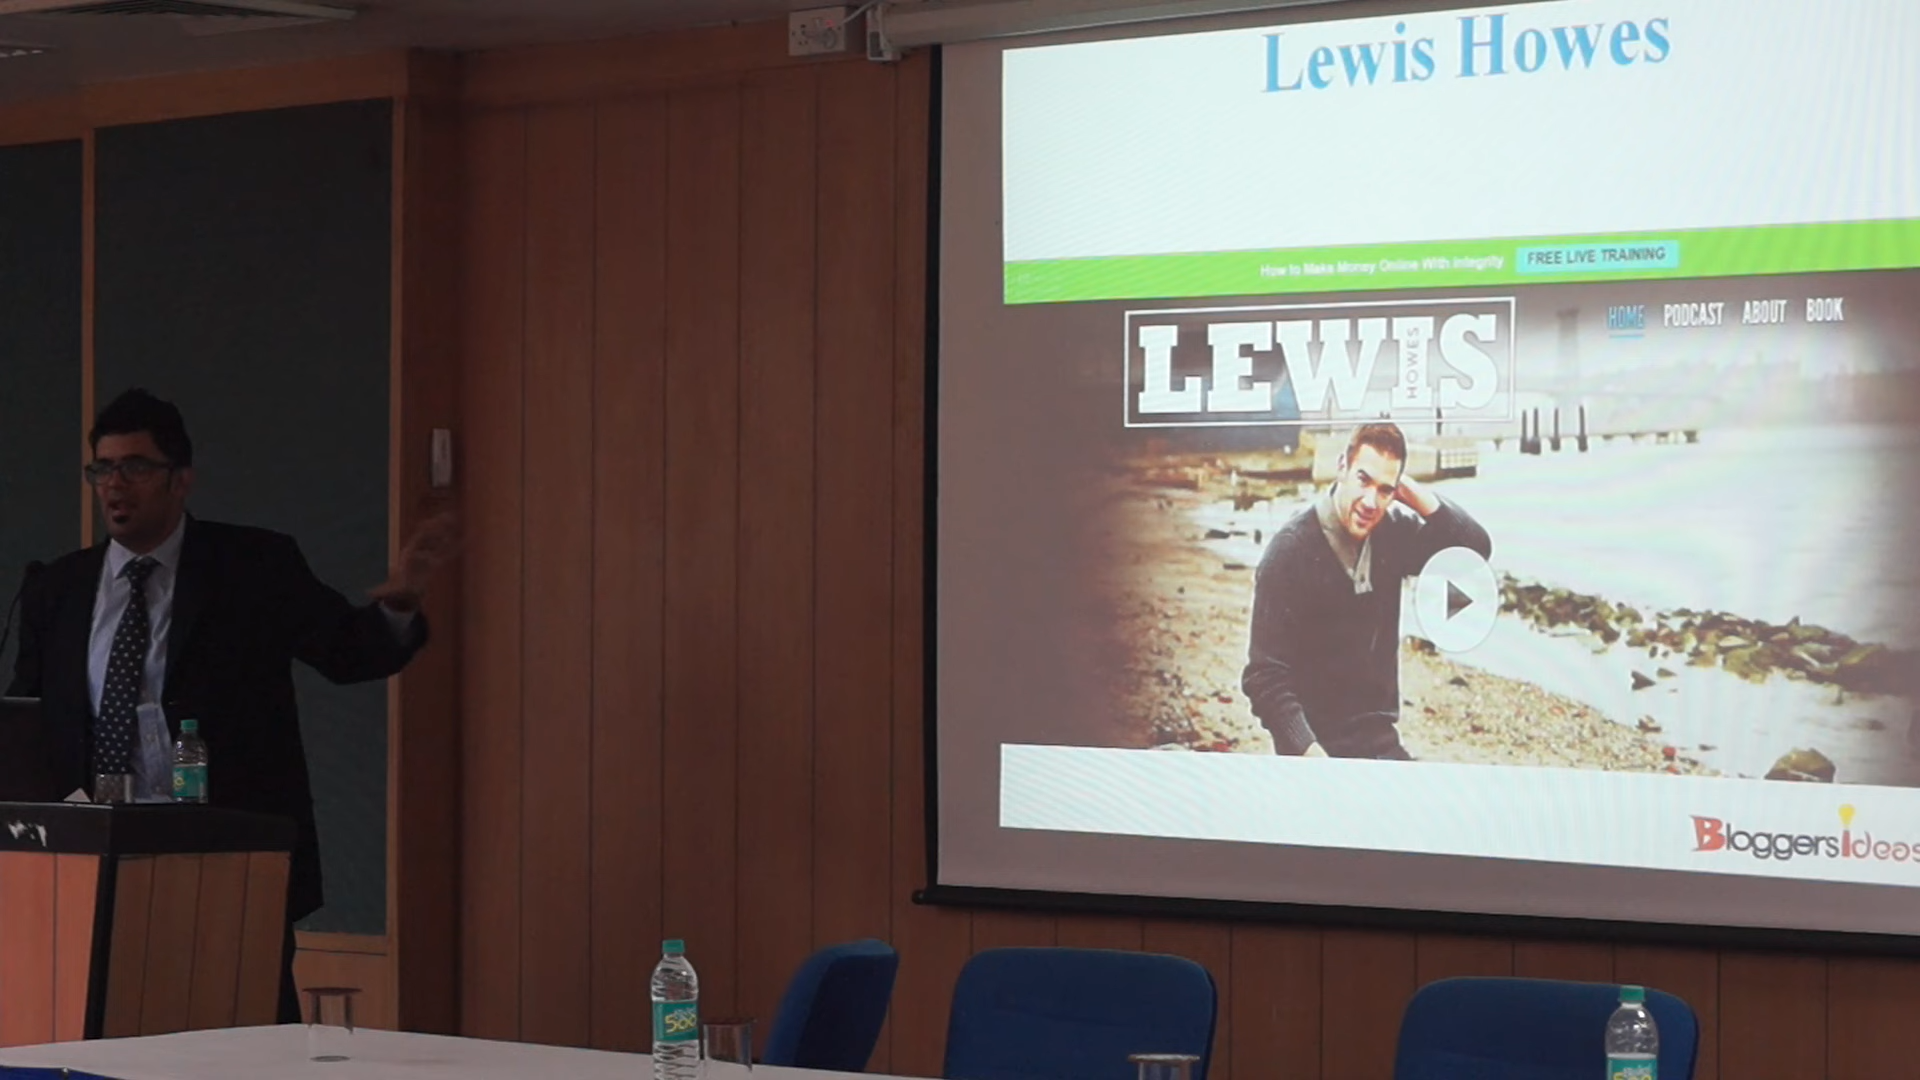 Lewis Howes
How to Make Money Online With Integrity FREE LIVE TRAINING
HOME PODCAST ABOUT BOOK
LEWIS
HOWES
BloggersIdeas
500